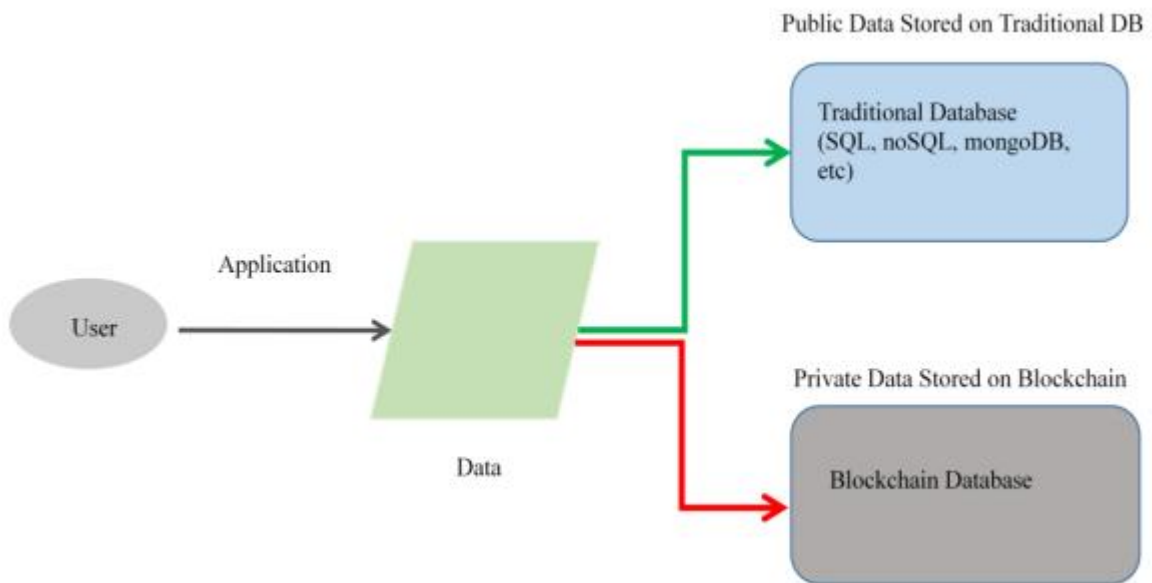 Public Data Stored on Traditional DB
Traditional Database
(SQL, noSQL, mongoDB,
etc)
Application
User
Data
Private Data Stored on Blockchain
Blockchain Database